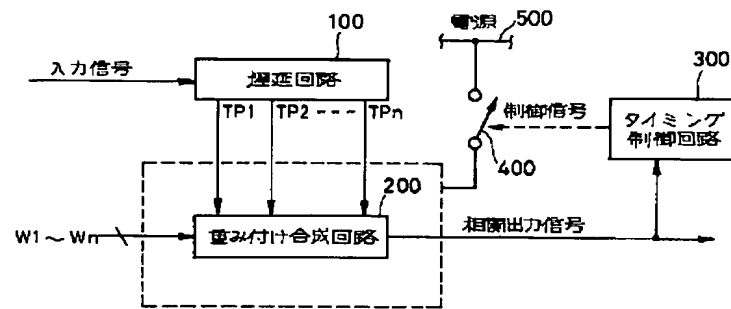 電源
500
100
入力信号
遅延回路
300
TP1 TP2 --- TPn
制御信号
タイミング
制御回路
400
200
W1～Wn
重み付け合成回路
相関出力信号